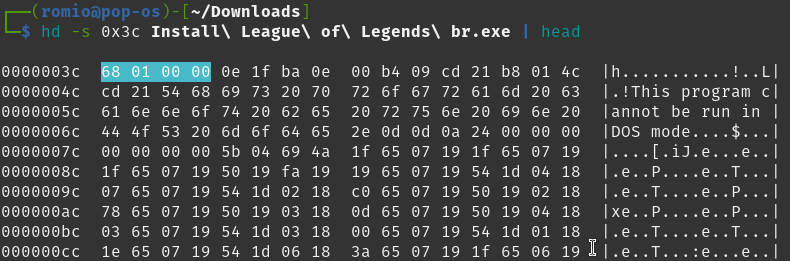 ┌──(romio@pop-os)-[~/Downloads]
└─$ hd -s 0x3c Install\ League\ of\ Legends\ br.exe | head
0000003c  68 01 00 00 0e 1f ba 0e  00 b4 09 cd 21 b8 01 4c  |h...........!..L|
0000004c  cd 21 54 68 69 73 20 70  72 6f 67 72 61 6d 20 63  |.!This program c|
0000005c  61 6e 6e 6f 74 20 62 65  20 72 75 6e 20 69 6e 20  |annot be run in |
0000006c  44 4f 53 20 6d 6f 64 65  2e 0d 0d 0a 24 00 00 00  |DOS mode....$...|
0000007c  00 00 00 00 5b 04 69 4a  1f 65 07 19 1f 65 07 19  |....[.iJ.e...e..|
0000008c  1f 65 07 19 50 19 fa 19  19 65 07 19 54 1d 04 18  |.e..P....e..T...|
0000009c  07 65 07 19 54 1d 02 18  c0 65 07 19 50 19 02 18  |.e..T....e..P...|
000000ac  78 65 07 19 50 19 03 18  0d 65 07 19 50 19 04 18  |xe..P....e..P...|
000000bc  03 65 07 19 54 1d 03 18  00 65 07 19 54 1d 01 18  |.e..T....e..T...|
000000cc  1e 65 07 19 54 1d 06 18  3a 65 07 19 1f 65 06 19  |.e..T...:e...e..|